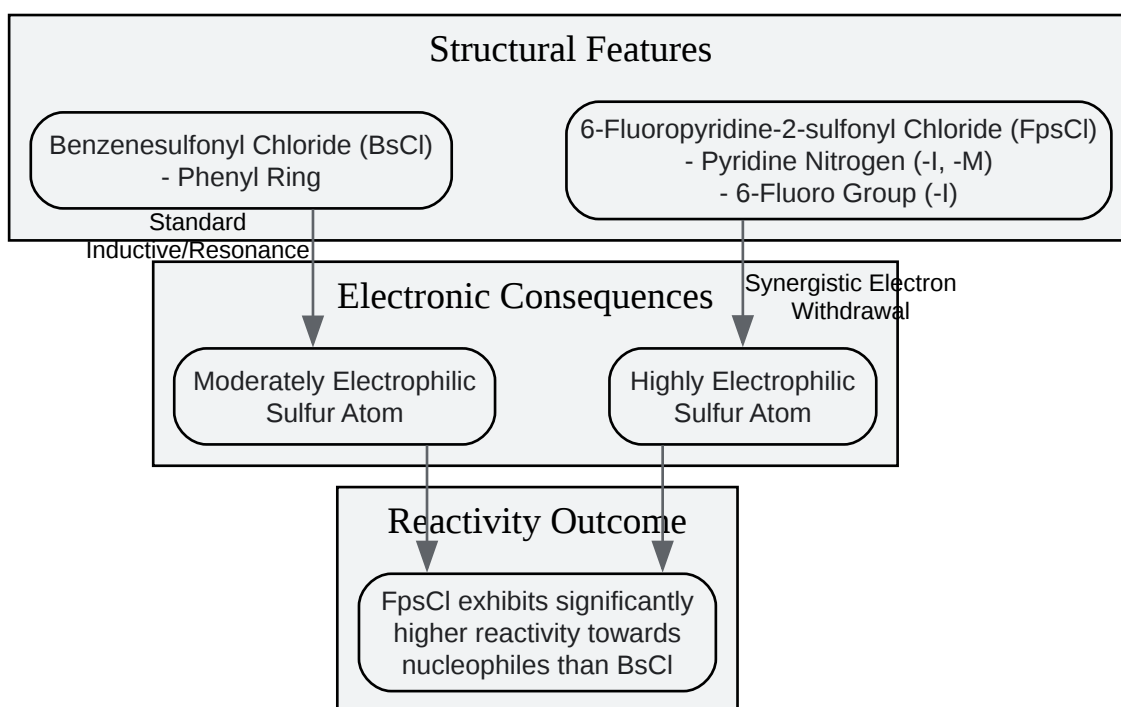 Structural Features
Benzenesulfonyl Chloride (BsCl)
- Phenyl Ring
6-Fluoropyridine-2-sulfonyl Chloride (FpsCl)
- Pyridine Nitrogen (-I, -M)
- 6-Fluoro Group (-I)
Standard
Inductive/Resonance
Synergistic Electron
Withdrawal
Electronic Consequences
Moderately Electrophilic
Sulfur Atom
Highly Electrophilic
Sulfur Atom
Reactivity Outcome
FpsCl exhibits significantly
higher reactivity towards
nucleophiles than BsCl